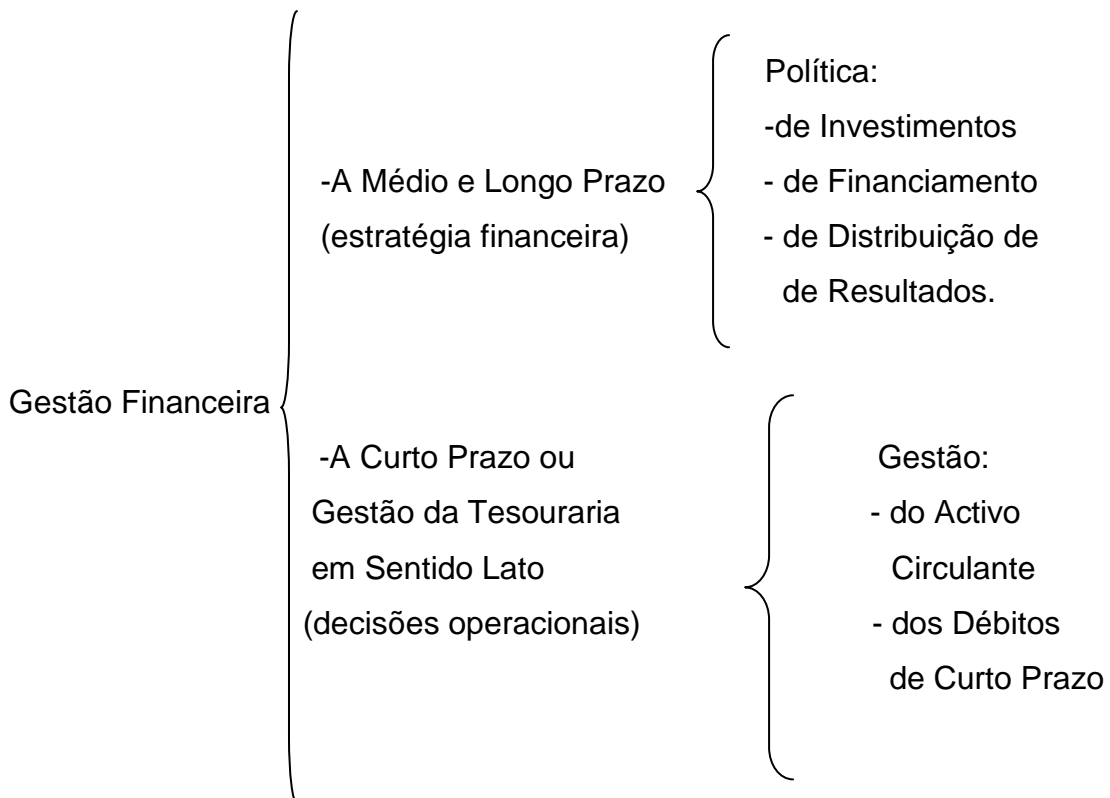 Política:
-de Investimentos
-A Médio e Longo Prazo
- de Financiamento
(estratégia financeira)
- de Distribuição de
de Resultados.
Gestão Financeira
-A Curto Prazo ou
Gestão:
Gestão da Tesouraria
- do Activo
em Sentido Lato
Circulante
(decisões operacionais)
- dos Débitos
de Curto Prazo